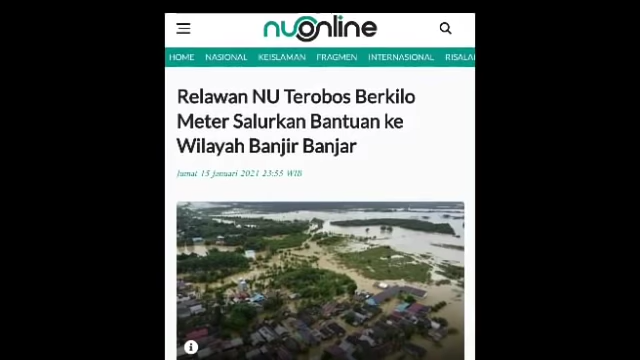 nuonline
HOME NASIONAL KEISLAMAN FRAGMEN INTERNASIONAL
Relawan NU Terobos Berkilo
Meter Salurkan Bantuan ke
Wilayah Banjir Banjar
Jumat 15 Januari 2021 23:55 WIB